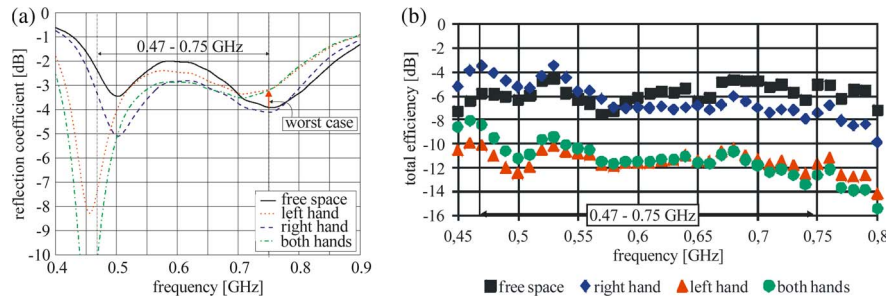 (a)
0
-1
-2
-3
-4
-5
-6
-7
-8
-9
-10
reflection coefficient [dB]
0.47 - 0.75 GHz
worst case
free space
left hand
right hand
both hands
0.4
0.5
0.6
0.7
0.8
0.9
frequency [GHz]
(b)
0
-2
-4
-6
-8
-10
-12
-14
-16
total efficiency [dB]
0.47 - 0.75 GHz
0,45
0,5
0,55
0,6
0,65
0,7
0,75
0,8
frequency [GHz]
free space
right hand
left hand
both hands